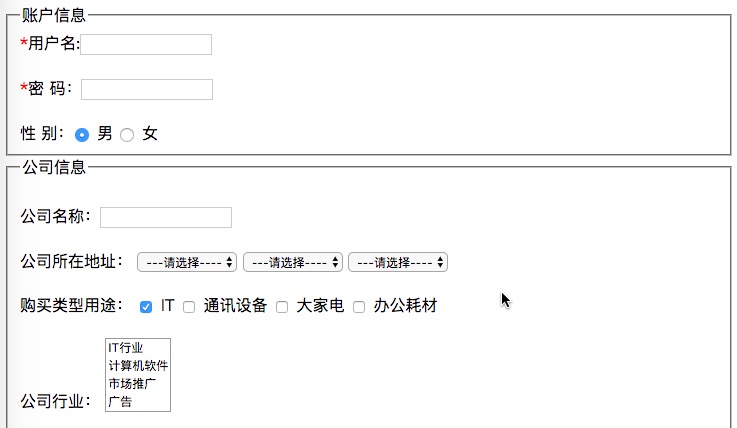 账户信息
*用户名:
*密 码：
性 别： 男 女
公司信息
公司名称：
公司所在地址： ---请选择---- ---请选择---- ---请选择----
购买类型用途： IT 通讯设备 大家电 办公耗材
IT行业
计算机软件
市场推广
广告
公司行业：